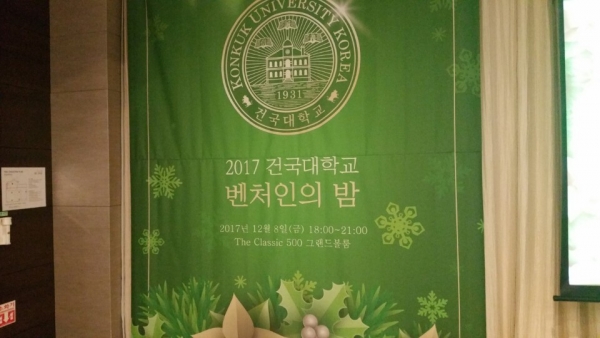 KONKUK UNIVERSITY KOREA
1931
건국대학교
2017 건국대학교
벤처인의 밤
2017년 12월 8일(금) 18:00~21:00
The Classic 500 그랜드볼룸